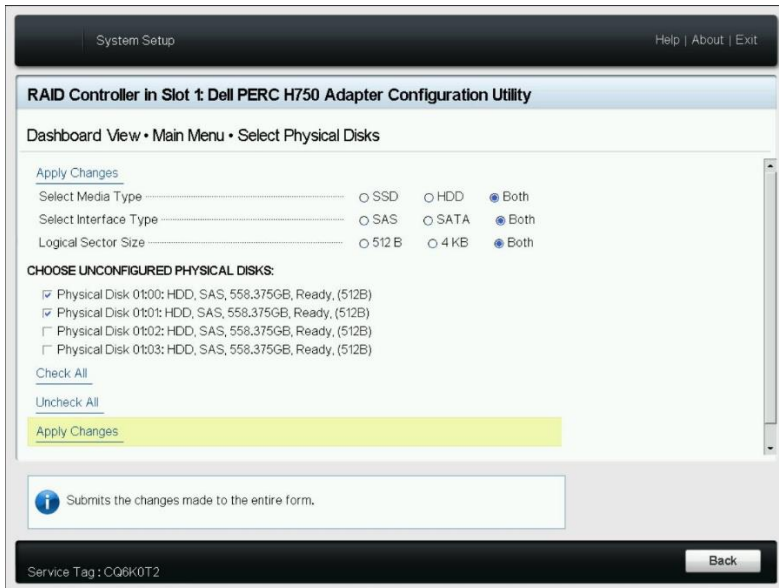 System Setup
Help | About | Exit
RAID Controller in Slot 1: Dell PERC H750 Adapter Configuration Utility
Dashboard View • Main Menu • Select Physical Disks
Apply Changes
Select Media Type SSD HDD Both
Select Interface Type SAS SATA Both
Logical Sector Size 512 B 4 KB Both
CHOOSE UNCONFIGURED PHYSICAL DISKS:
Physical Disk 01:00: HDD, SAS, 558.375GB, Ready, (512B)
Physical Disk 01:01: HDD, SAS, 558.375GB, Ready, (512B)
Physical Disk 01:02: HDD, SAS, 558.375GB, Ready, (512B)
Physical Disk 01:03: HDD, SAS, 558.375GB, Ready, (512B)
Check All
Uncheck All
Apply Changes
Submits the changes made to the entire form.
Service Tag : CQ6K0T2
Back